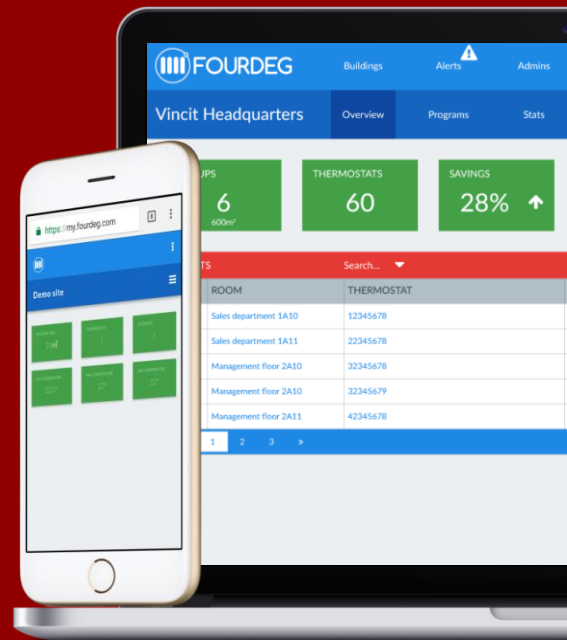 FOURDEG
Buildings
Alerts
Admins
Vincit Headquarters
Overview
Programs
Stats
THERMOSTATS
60
SAVINGS
28%
6
600m²
Search...
ROOM
THERMOSTAT
Sales department 1A10
12345678
Sales department 1A11
22345678
Management floor 2A10
32345678
Management floor 2A10
32345679
Management floor 2A11
42345678
1 2 3 »
https://my.fourdeg.com
Demo site